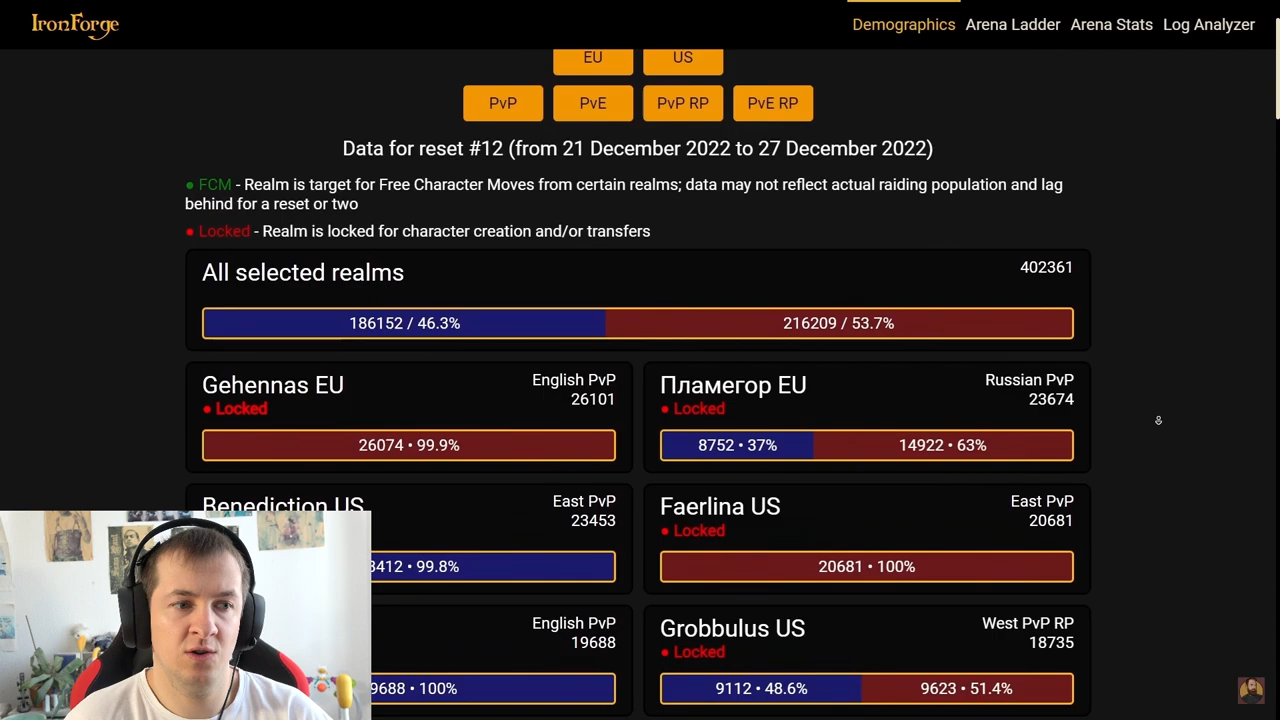 IronForge
Demographics Arena Ladder Arena Stats Log Analyzer
EU US
PvP PvE PvP RP PvE RP
Data for reset #12 (from 21 December 2022 to 27 December 2022)
● FCM - Realm is target for Free Character Moves from certain realms; data may not reflect actual raiding population and lag
behind for a reset or two
● Locked - Realm is locked for character creation and/or transfers
All selected realms 402361
186152 / 46.3% 216209 / 53.7%
Gehennas EU English PvP
● Locked 26101
26074 • 99.9%
Пламегор EU Russian PvP
● Locked 23674
8752 • 37% 14922 • 63%
Benediction US East PvP
23453
3412 • 99.8%
Faerlina US East PvP
● Locked 20681
20681 • 100%
English PvP
19688
9688 • 100%
Grobbulus US West PvP RP
● Locked 18735
9112 • 48.6% 9623 • 51.4%